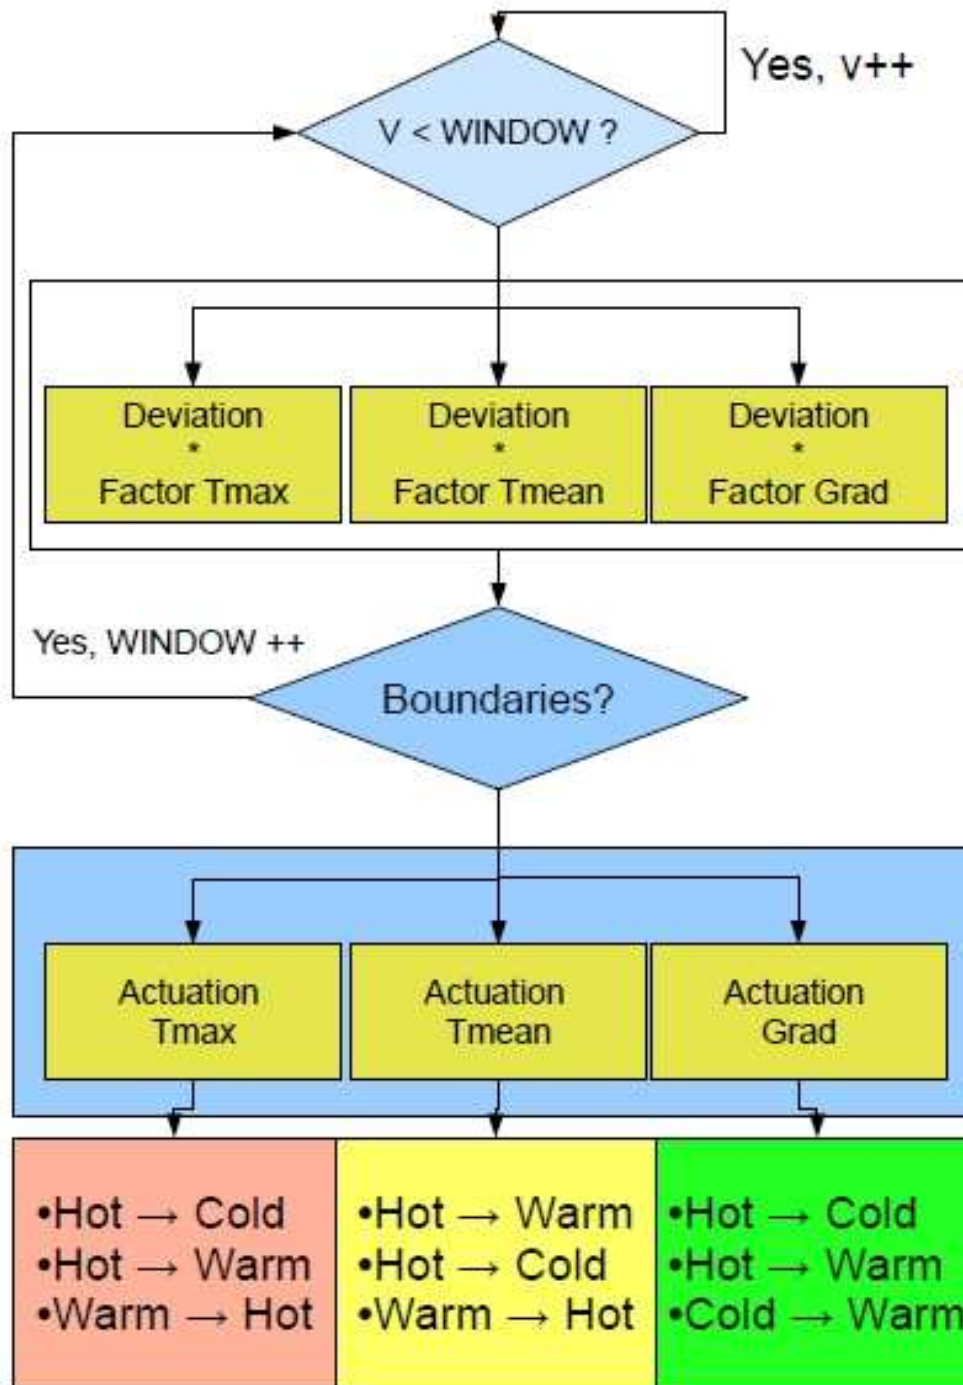 Yes, v++
V < WINDOW ?
Deviation
*
Factor Tmax
Deviation
*
Factor Tmean
Deviation
*
Factor Grad
Yes, WINDOW ++
Boundaries?
Actuation
Tmax
Actuation
Tmean
Actuation
Grad
•Hot → Cold
•Hot → Warm
•Warm → Hot
•Hot → Warm
•Hot → Cold
•Warm → Hot
•Hot → Cold
•Hot → Warm
•Cold → Warm